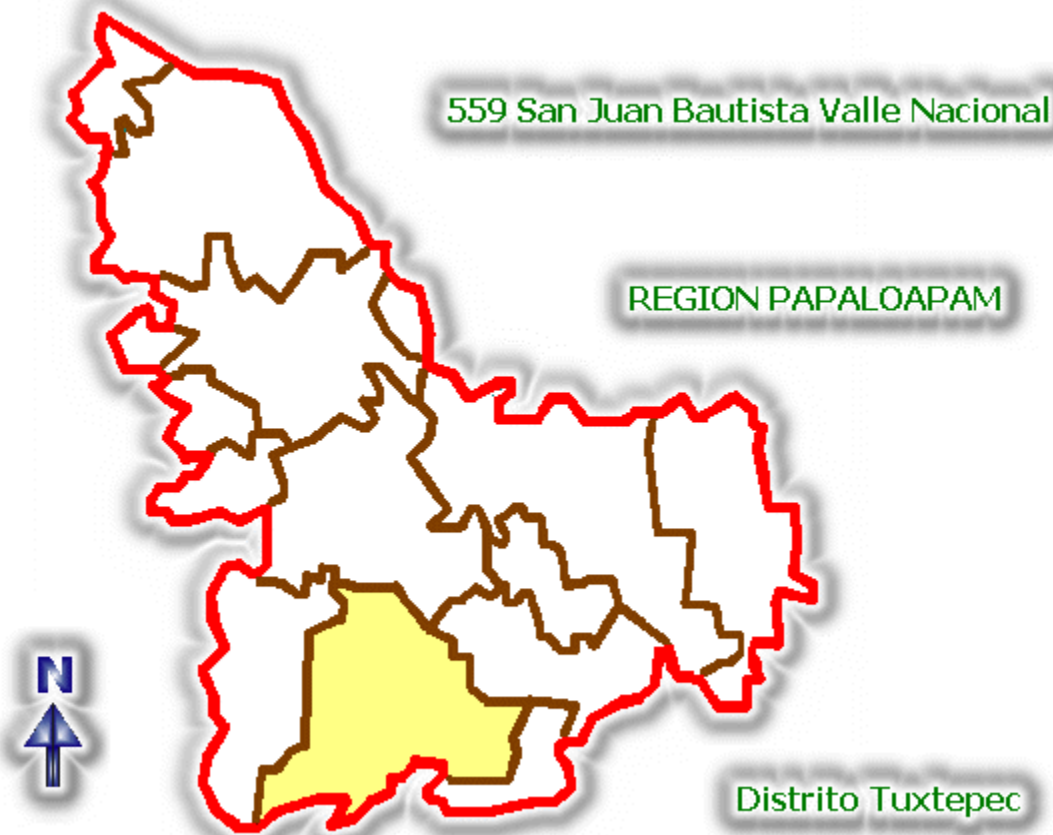 559 San Juan Bautista Valle Nacional
REGION PAPALOAPAM
N
Distrito Tuxtepec